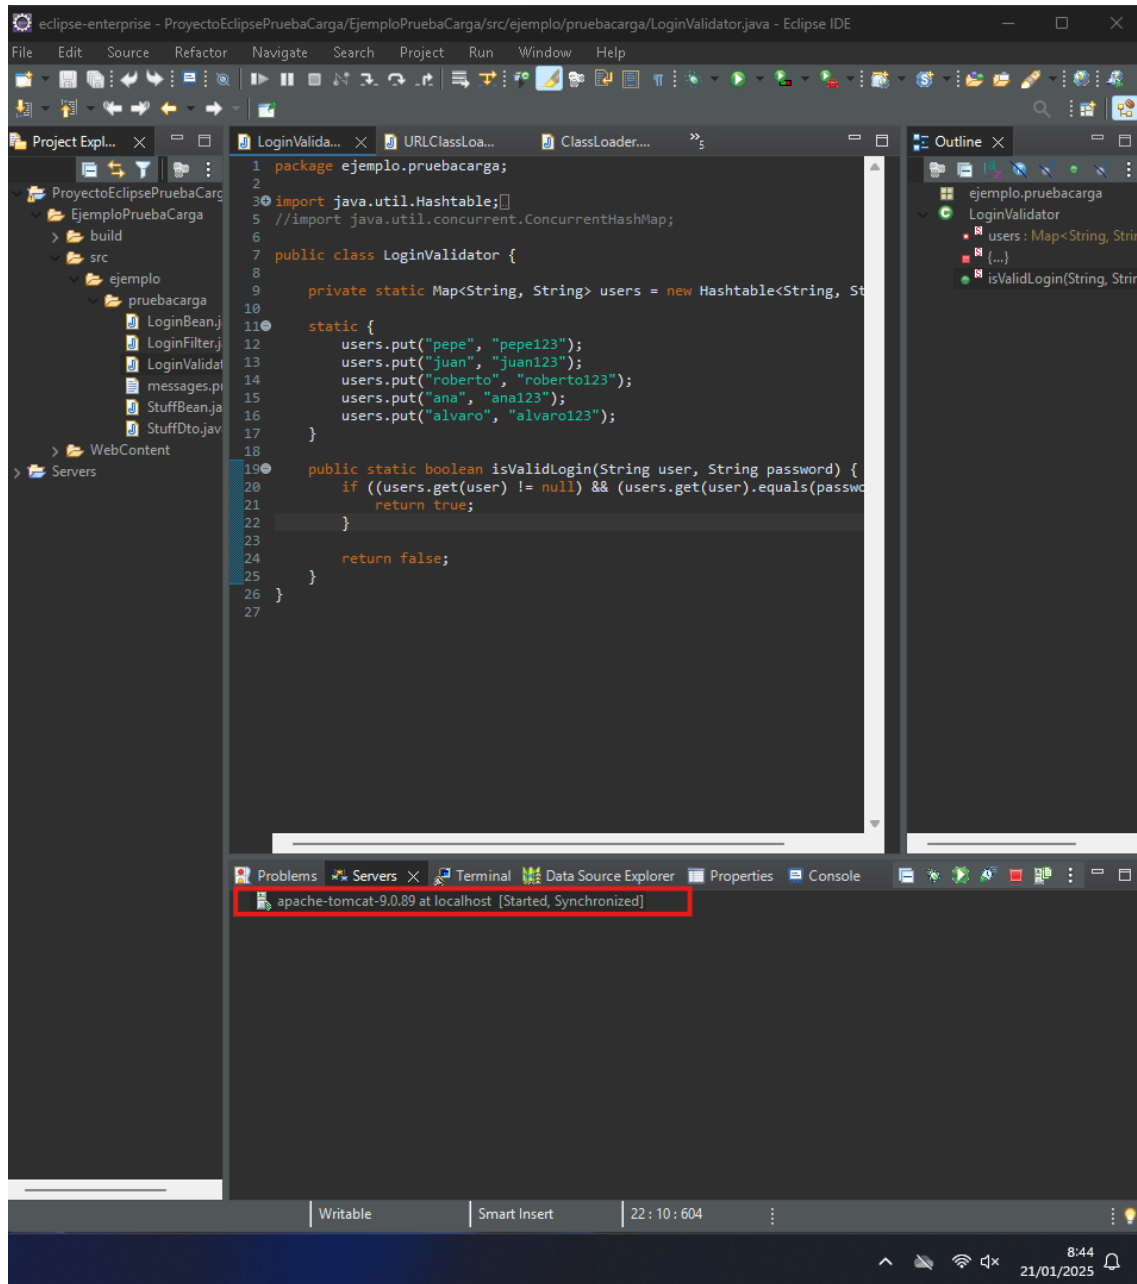 eclipse-enterprise - ProyectoEclipsePruebaCarga/EjemploPruebaCarga/src/ejemplo/pruebacarga/LoginValidator.java - Eclipse IDE
File Edit Source Refactor Navigate Search Project Run Window Help
Project Expl...
ProyectoEclipsePruebaCarg
EjemploPruebaCarga
build
src
ejemplo
pruebacarga
LoginBean.j
LoginFilter.j
LoginValidat
messages.pr
StuffBean.ja
StuffDto.jav
WebContent
Servers
LoginValida... URLClassLoa... ClassLoader.... »5
1 package ejemplo.pruebacarga;
2
3 import java.util.Hashtable;
5 //import java.util.concurrent.ConcurrentHashMap;
6
7 public class LoginValidator {
8
9 private static Map<String, String> users = new Hashtable<String, St
10
11 static {
12 users.put("pepe", "pepe123");
13 users.put("juan", "juan123");
14 users.put("roberto", "roberto123");
15 users.put("ana", "ana123");
16 users.put("alvaro", "alvaro123");
17 }
18
19 public static boolean isValidLogin(String user, String password) {
20 if ((users.get(user) != null) && (users.get(user).equals(passwo
21 return true;
22 }
23
24 return false;
25 }
26 }
27
Outline
ejemplo.pruebacarga
LoginValidator
users : Map<String, Strin
{...}
isValidLogin(String, Strin
Problems Servers Terminal Data Source Explorer Properties Console
apache-tomcat-9.0.89 at localhost [Started, Synchronized]
Writable Smart Insert 22 : 10 : 604
8:44
21/01/2025